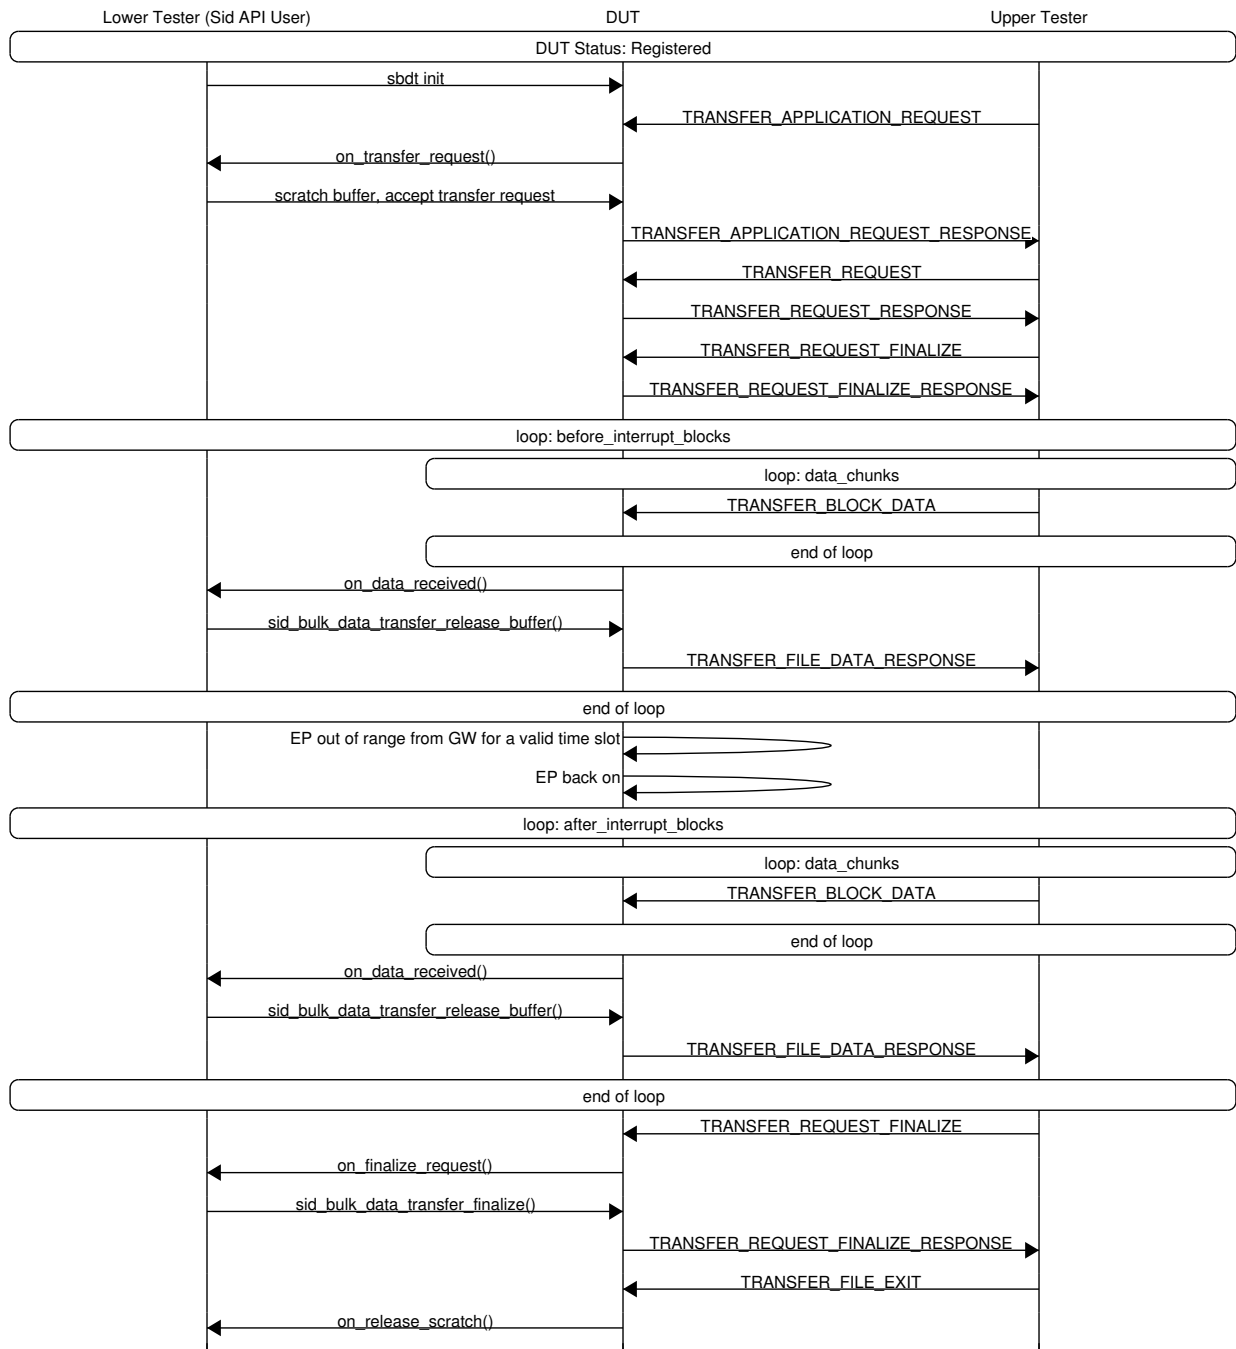 Lower Tester (Sid API User) DUT Upper Tester
DUT Status: Registered
sbdt init
TRANSFER_APPLICATION_REQUEST
on_transfer_request()
scratch buffer, accept transfer request
TRANSFER_APPLICATION_REQUEST_RESPONSE
TRANSFER_REQUEST
TRANSFER_REQUEST_RESPONSE
TRANSFER_REQUEST_FINALIZE
TRANSFER_REQUEST_FINALIZE_RESPONSE
loop: before_interrupt_blocks
loop: data_chunks
TRANSFER_BLOCK_DATA
end of loop
on_data_received()
sid_bulk_data_transfer_release_buffer()
TRANSFER_FILE_DATA_RESPONSE
end of loop
EP out of range from GW for a valid time slot
EP back on
loop: after_interrupt_blocks
loop: data_chunks
TRANSFER_BLOCK_DATA
end of loop
on_data_received()
sid_bulk_data_transfer_release_buffer()
TRANSFER_FILE_DATA_RESPONSE
end of loop
TRANSFER_REQUEST_FINALIZE
on_finalize_request()
sid_bulk_data_transfer_finalize()
TRANSFER_REQUEST_FINALIZE_RESPONSE
TRANSFER_FILE_EXIT
on_release_scratch()